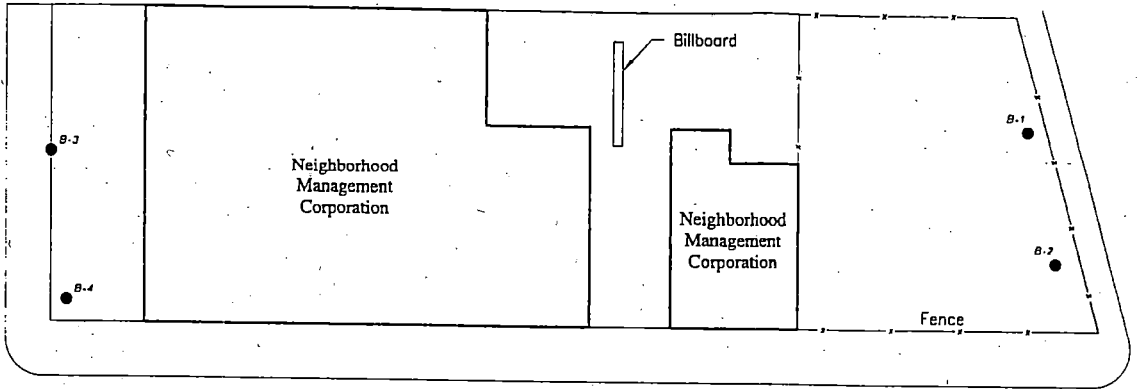 Billboard
B-1
B-3
Neighborhood
Management
Corporation
Neighborhood
Management
Corporation
B-2
B-4
Fence